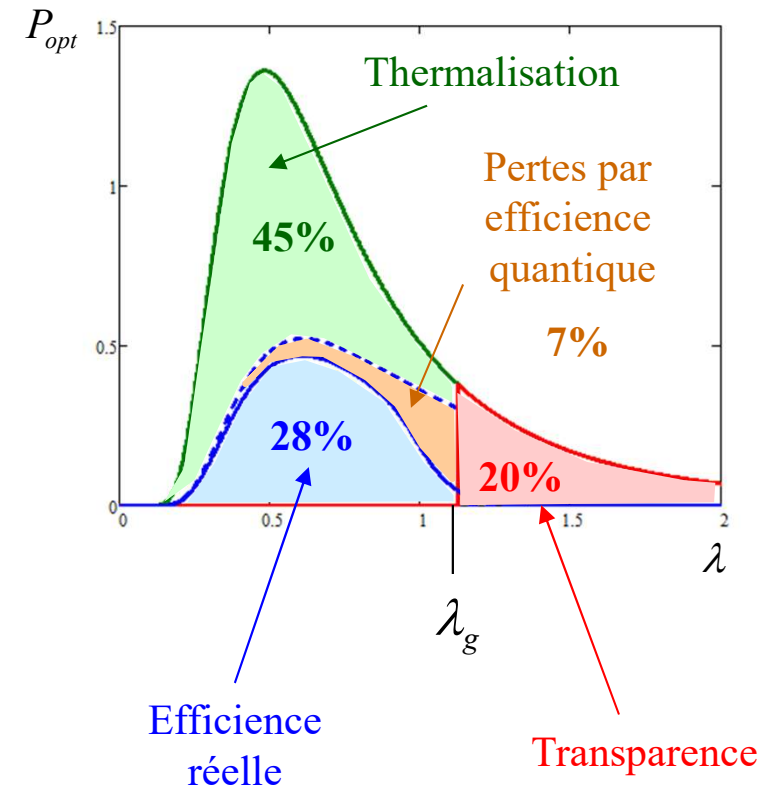 P_opt
1.5
Thermalisation
Pertes par
efficience
quantique
1
45%
7%
0.5
28%
20%
0
0
0.5
1
1.5
2
λ
λ_g
Efficience
réelle
Transparence